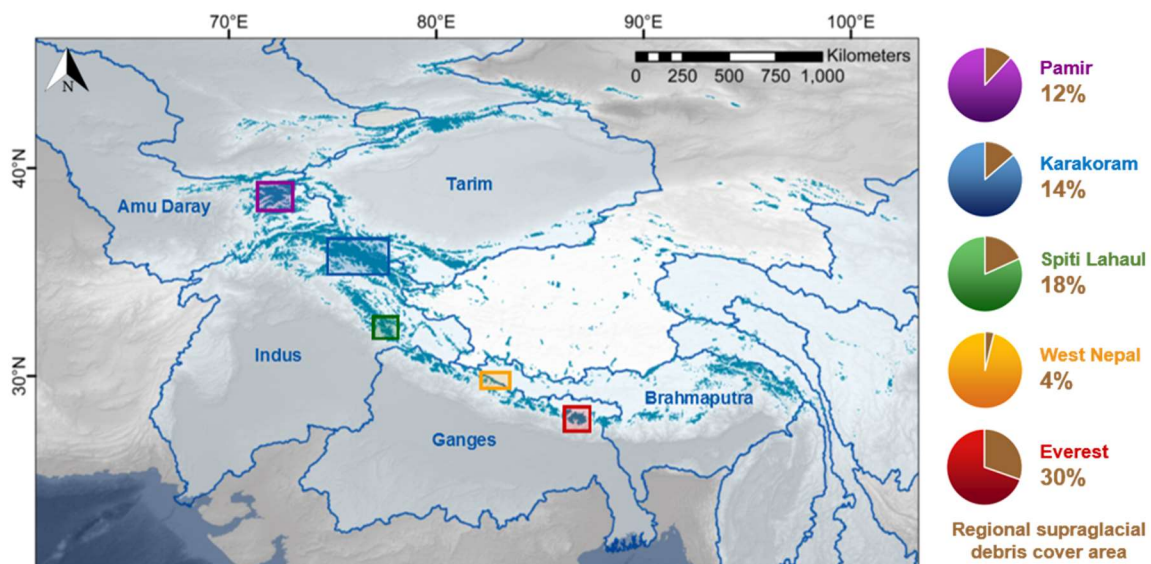 70°E 80°E 90°E 100°E
N
Kilometers
0 250 500 750 1,000
40°N
30°N
Amu Daray
Tarim
Indus
Ganges
Brahmaputra
Pamir
12%
Karakoram
14%
Spiti Lahaul
18%
West Nepal
4%
Everest
30%
Regional supraglacial
debris cover area